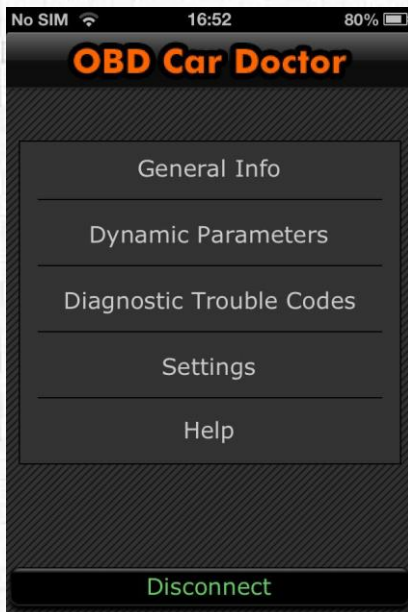 No SIM 16:52 80%
OBD Car Doctor
General Info
Dynamic Parameters
Diagnostic Trouble Codes
Settings
Help
Disconnect